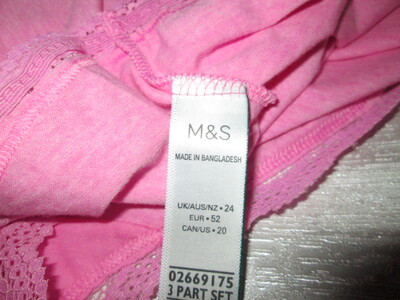 M&S
MADE IN BANGLADESH
UK/AUS/NZ • 24
EUR • 52
CAN/US • 20
02669175
3 PART SET